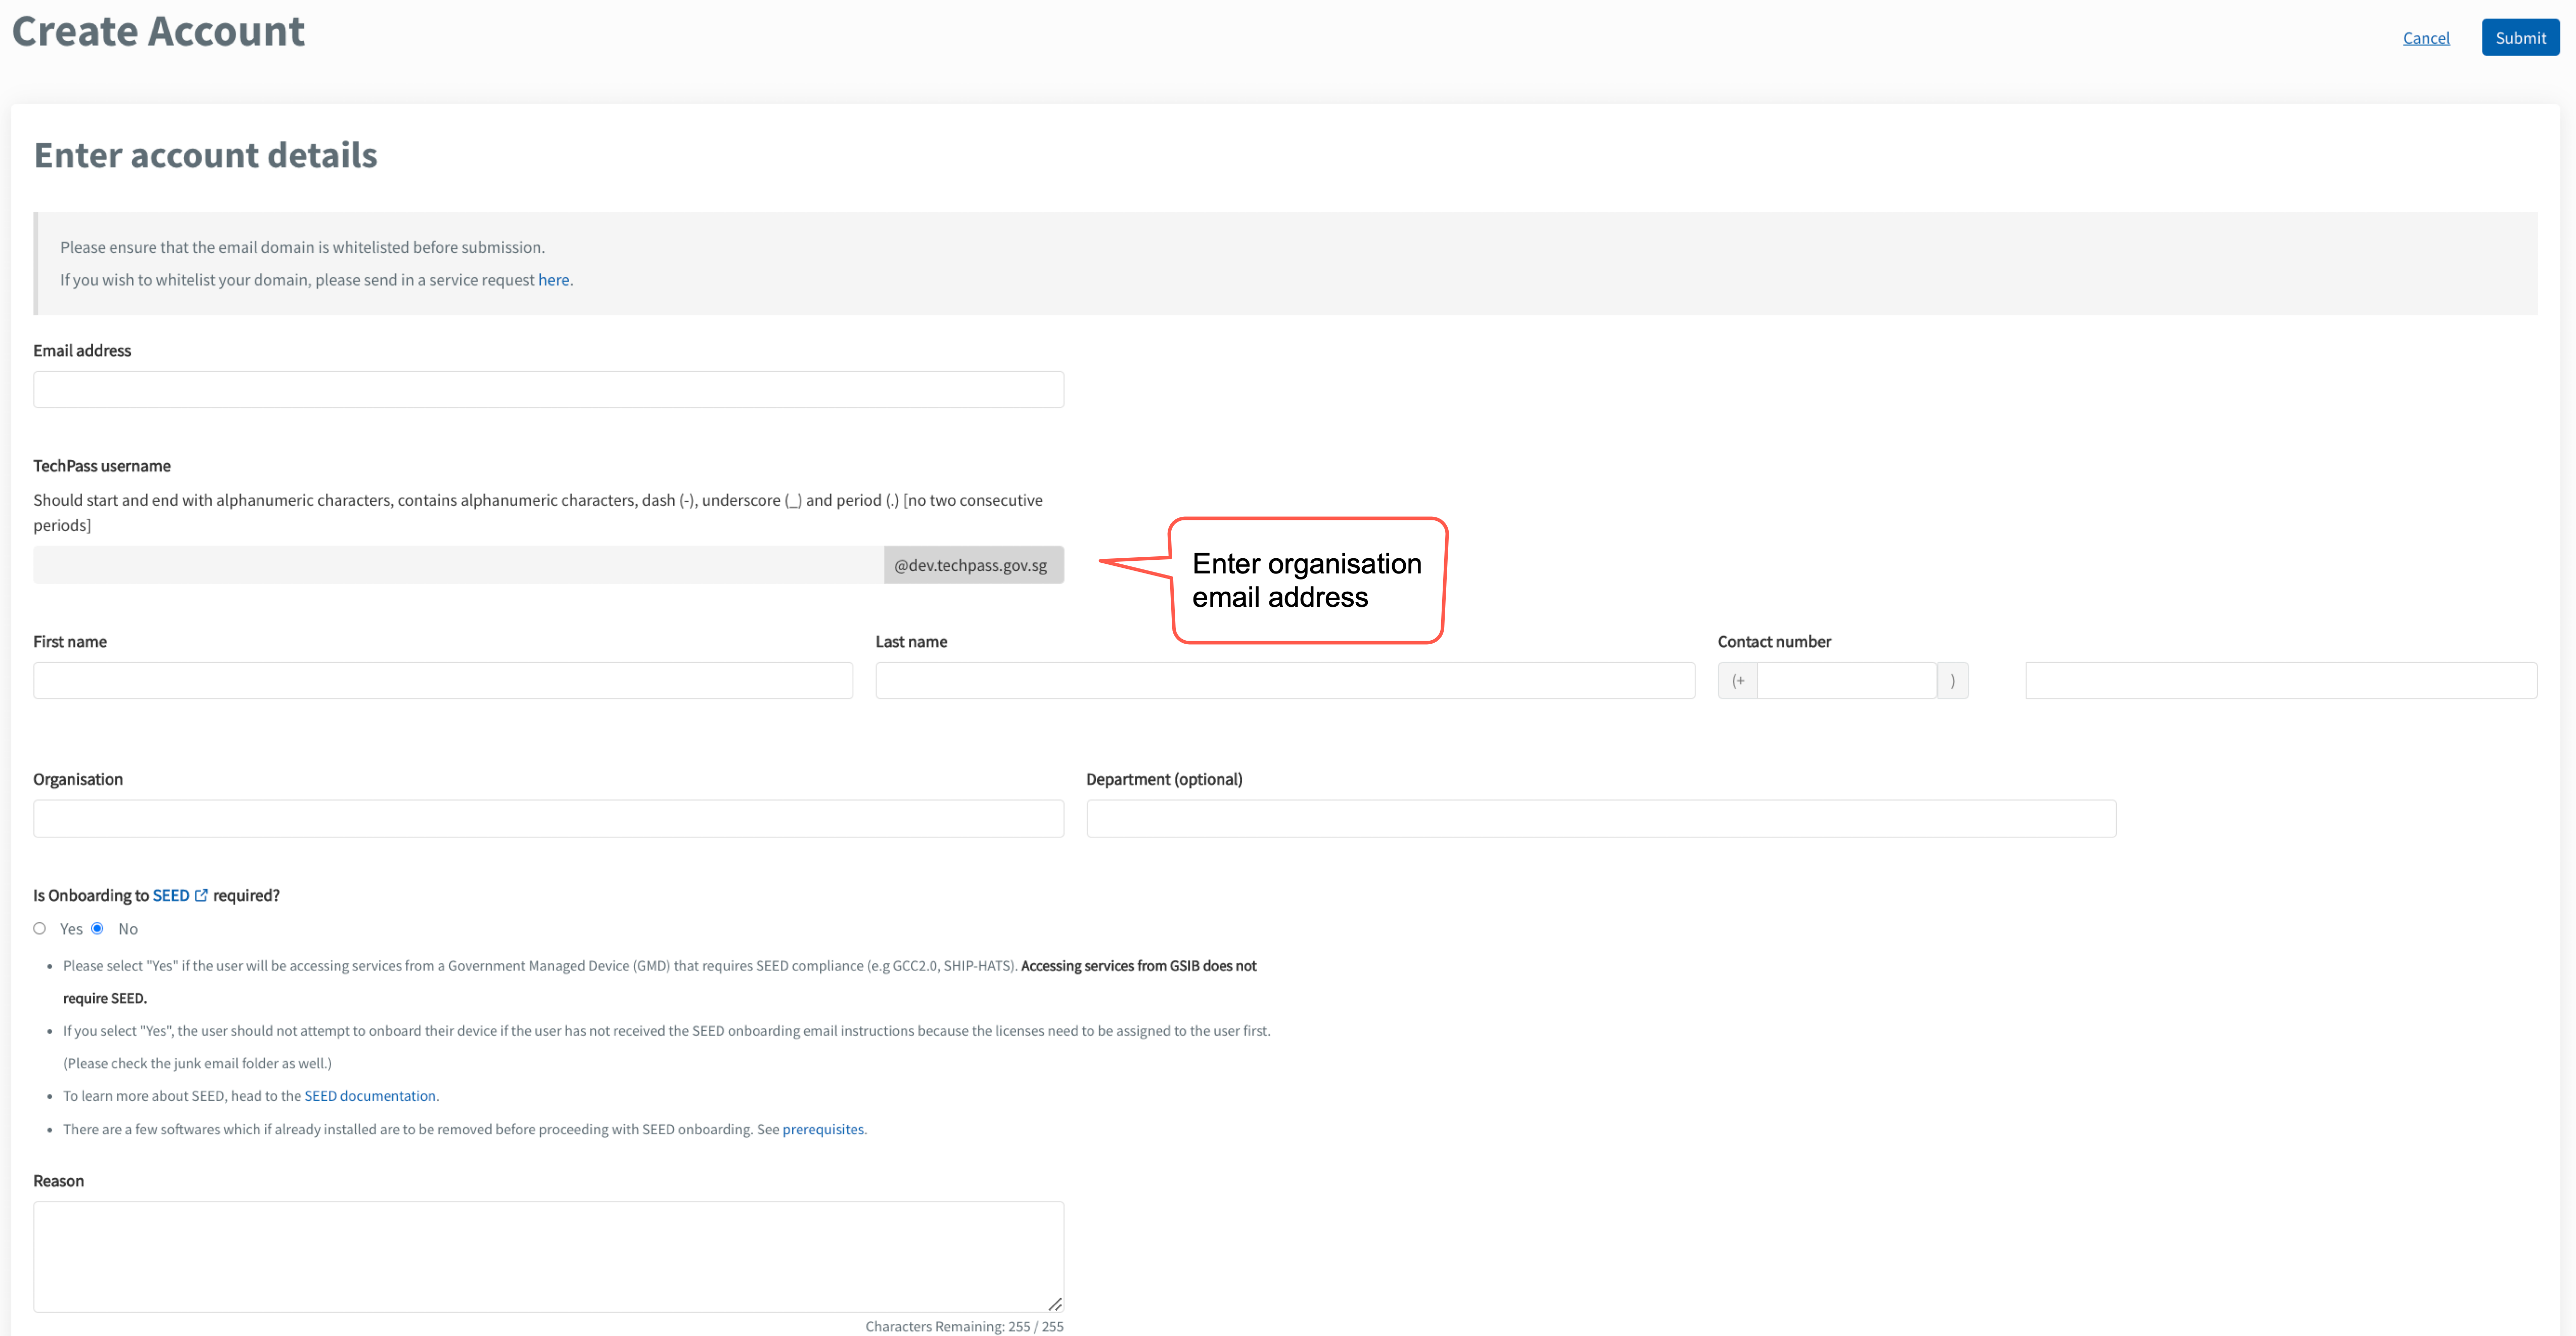 Create Account
Cancel
Submit
Enter account details
Please ensure that the email domain is whitelisted before submission.
If you wish to whitelist your domain, please send in a service request here.
Email address
TechPass username
Should start and end with alphanumeric characters, contains alphanumeric characters, dash (-), underscore (_) and period (.) [no two consecutive
periods]
@dev.techpass.gov.sg
Enter organisation
email address
First name
Last name
Contact number
(+
)
Organisation
Department (optional)
Is Onboarding to SEED required?
Yes
No
• Please select "Yes" if the user will be accessing services from a Government Managed Device (GMD) that requires SEED compliance (e.g GCC2.0, SHIP-HATS). Accessing services from GSIB does not
require SEED.
• If you select "Yes", the user should not attempt to onboard their device if the user has not received the SEED onboarding email instructions because the licenses need to be assigned to the user first.
(Please check the junk email folder as well.)
• To learn more about SEED, head to the SEED documentation.
• There are a few softwares which if already installed are to be removed before proceeding with SEED onboarding. See prerequisites.
Reason
Characters Remaining: 255 / 255